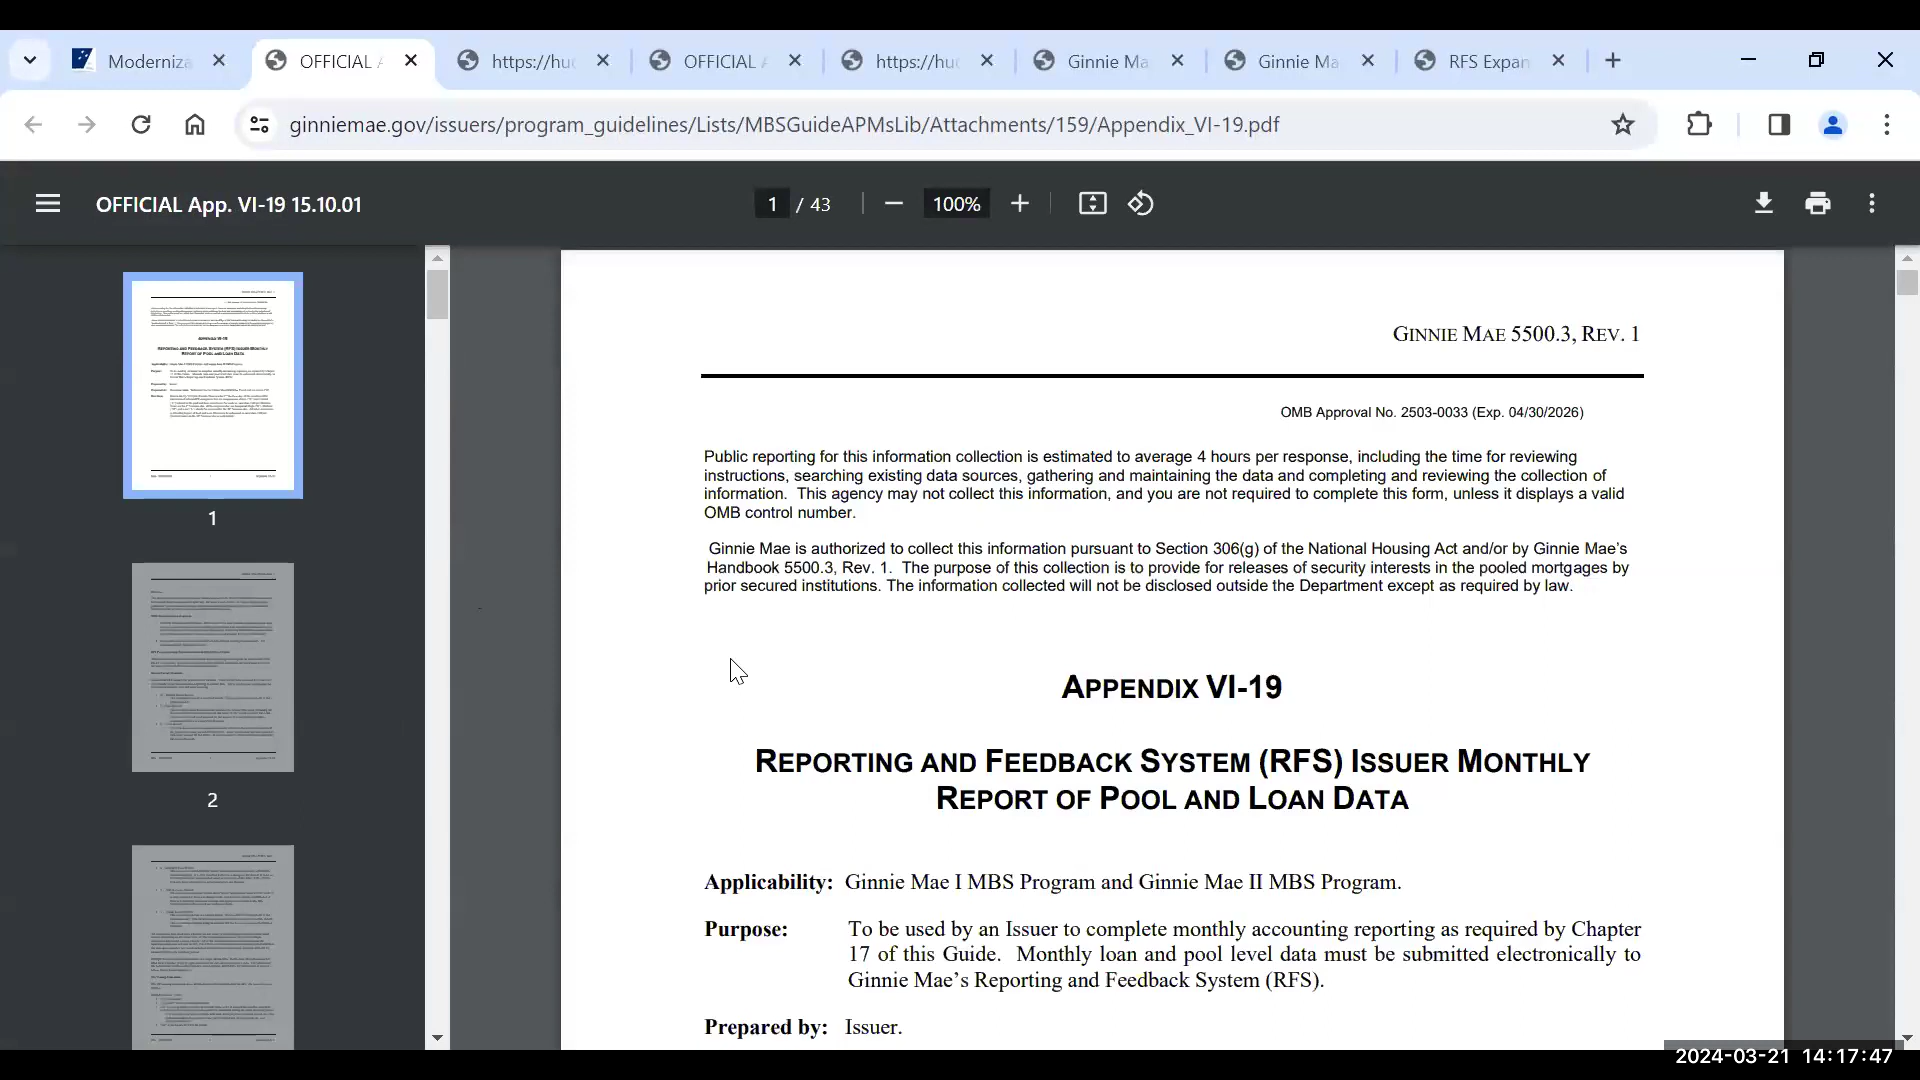 Moderniza
OFFICIAL A
https://hud
OFFICIAL A
https://hud
Ginnie Ma
Ginnie Ma
RFS Expan
ginniemae.gov/issuers/program_guidelines/Lists/MBSGuideAPMsLib/Attachments/159/Appendix_VI-19.pdf
OFFICIAL App. VI-19 15.10.01
1 / 43
100%
1
2
GINNIE MAE 5500.3, REV. 1
OMB Approval No. 2503-0033 (Exp. 04/30/2026)
Public reporting for this information collection is estimated to average 4 hours per response, including the time for reviewing
instructions, searching existing data sources, gathering and maintaining the data and completing and reviewing the collection of
information. This agency may not collect this information, and you are not required to complete this form, unless it displays a valid
OMB control number.
Ginnie Mae is authorized to collect this information pursuant to Section 306(g) of the National Housing Act and/or by Ginnie Mae's
Handbook 5500.3, Rev. 1. The purpose of this collection is to provide for releases of security interests in the pooled mortgages by
prior secured institutions. The information collected will not be disclosed outside the Department except as required by law.
APPENDIX VI-19
REPORTING AND FEEDBACK SYSTEM (RFS) ISSUER MONTHLY
REPORT OF POOL AND LOAN DATA
Applicability: Ginnie Mae I MBS Program and Ginnie Mae II MBS Program.
Purpose: To be used by an Issuer to complete monthly accounting reporting as required by Chapter
17 of this Guide. Monthly loan and pool level data must be submitted electronically to
Ginnie Mae's Reporting and Feedback System (RFS).
Prepared by: Issuer.
2024-03-21 14:17:47